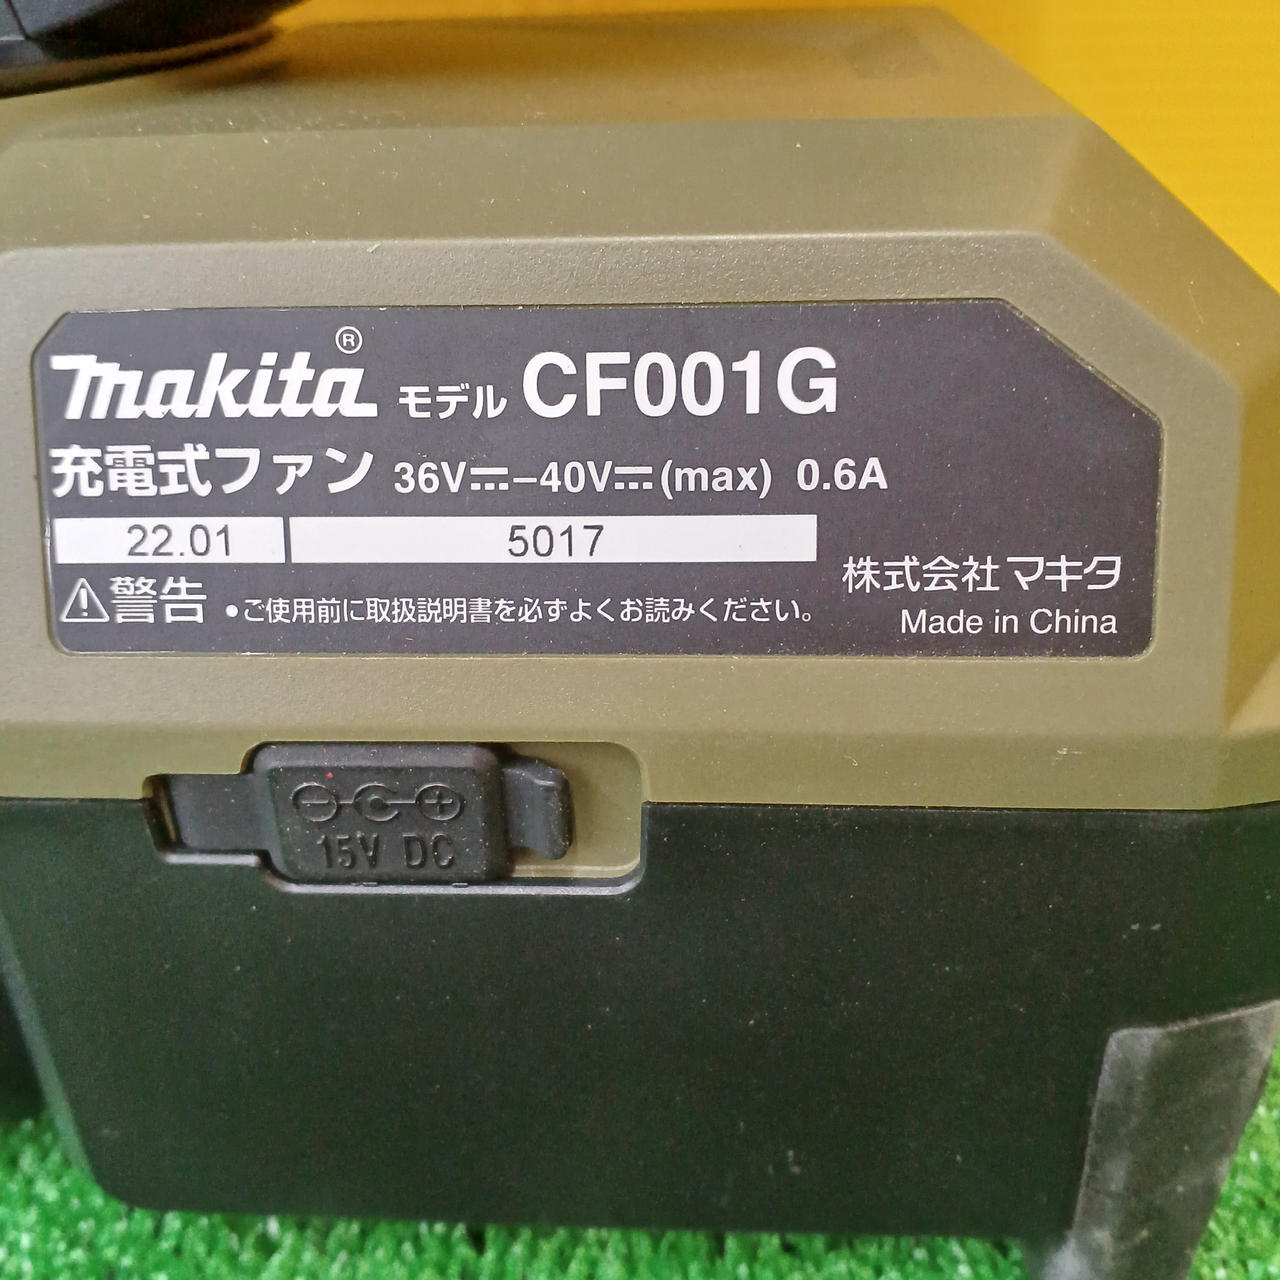 makita® モデル CF001G
充電式ファン 36V⎓–40V⎓(max) 0.6A
22.01 5017
⚠警告 •ご使用前に取扱説明書を必ずよくお読みください。
株式会社 マキタ
Made in China
15V DC